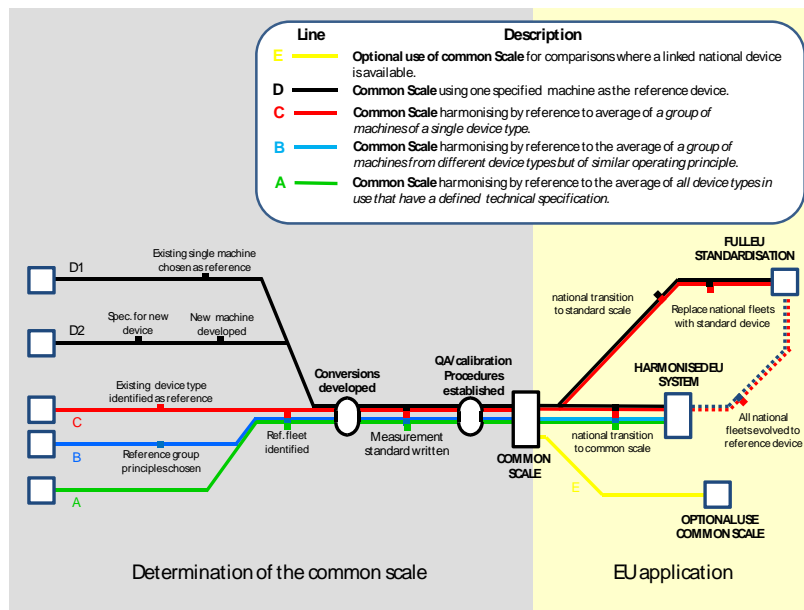 Line Description
E Optional use of common Scale for comparisons where a linked national device
is available.
D Common Scale using one specified machine as the reference device.
C Common Scale harmonising by reference to average of a group of
machines of a single device type.
B Common Scale harmonising by reference to the average of a group of
machines from different device types but of similar operating principle.
A Common Scale harmonising by reference to the average of all device types in
use that have a defined technical specification.
FULL EU
STANDARDISATION
D1
Existing single machine
chosen as reference
national transition
to standard scale
Replace national fleets
with standard device
D2
Spec. for new
device
New machine
developed
Conversions
developed
QA/calibration
Procedures
established
HARMONISED EU
SYSTEM
Existing device type
identified as reference
C
Ref. fleet
identified
Measurement
standard written
national transition
to common scale
All national
fleets evolved to
reference device
B
Reference group
principles chosen
COMMON
SCALE
A
E
OPTIONAL USE
COMMON SCALE
Determination of the common scale
EU application